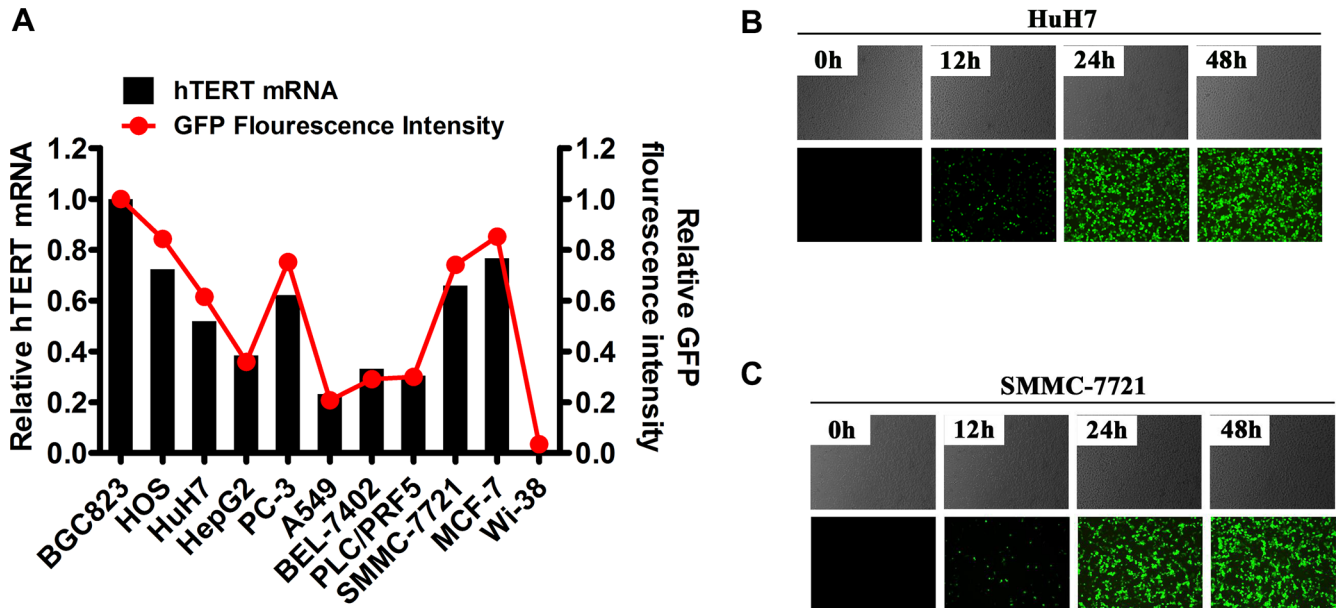 A
hTERT mRNA
GFP Flourescence Intensity
Relative hTERT mRNA
1.2
1.0
0.8
0.6
0.4
0.2
0.0
1.2
1.0
0.8
0.6
0.4
0.2
0.0
Relative GFP
flourescence intensity
BGC823
HOS
HuH7
HepG2
PC-3
A549
BEL-7402
PLC/PRF5
SMMC-7721
MCF-7
Wi-38
B
HuH7
0h 12h 24h 48h
C
SMMC-7721
0h 12h 24h 48h